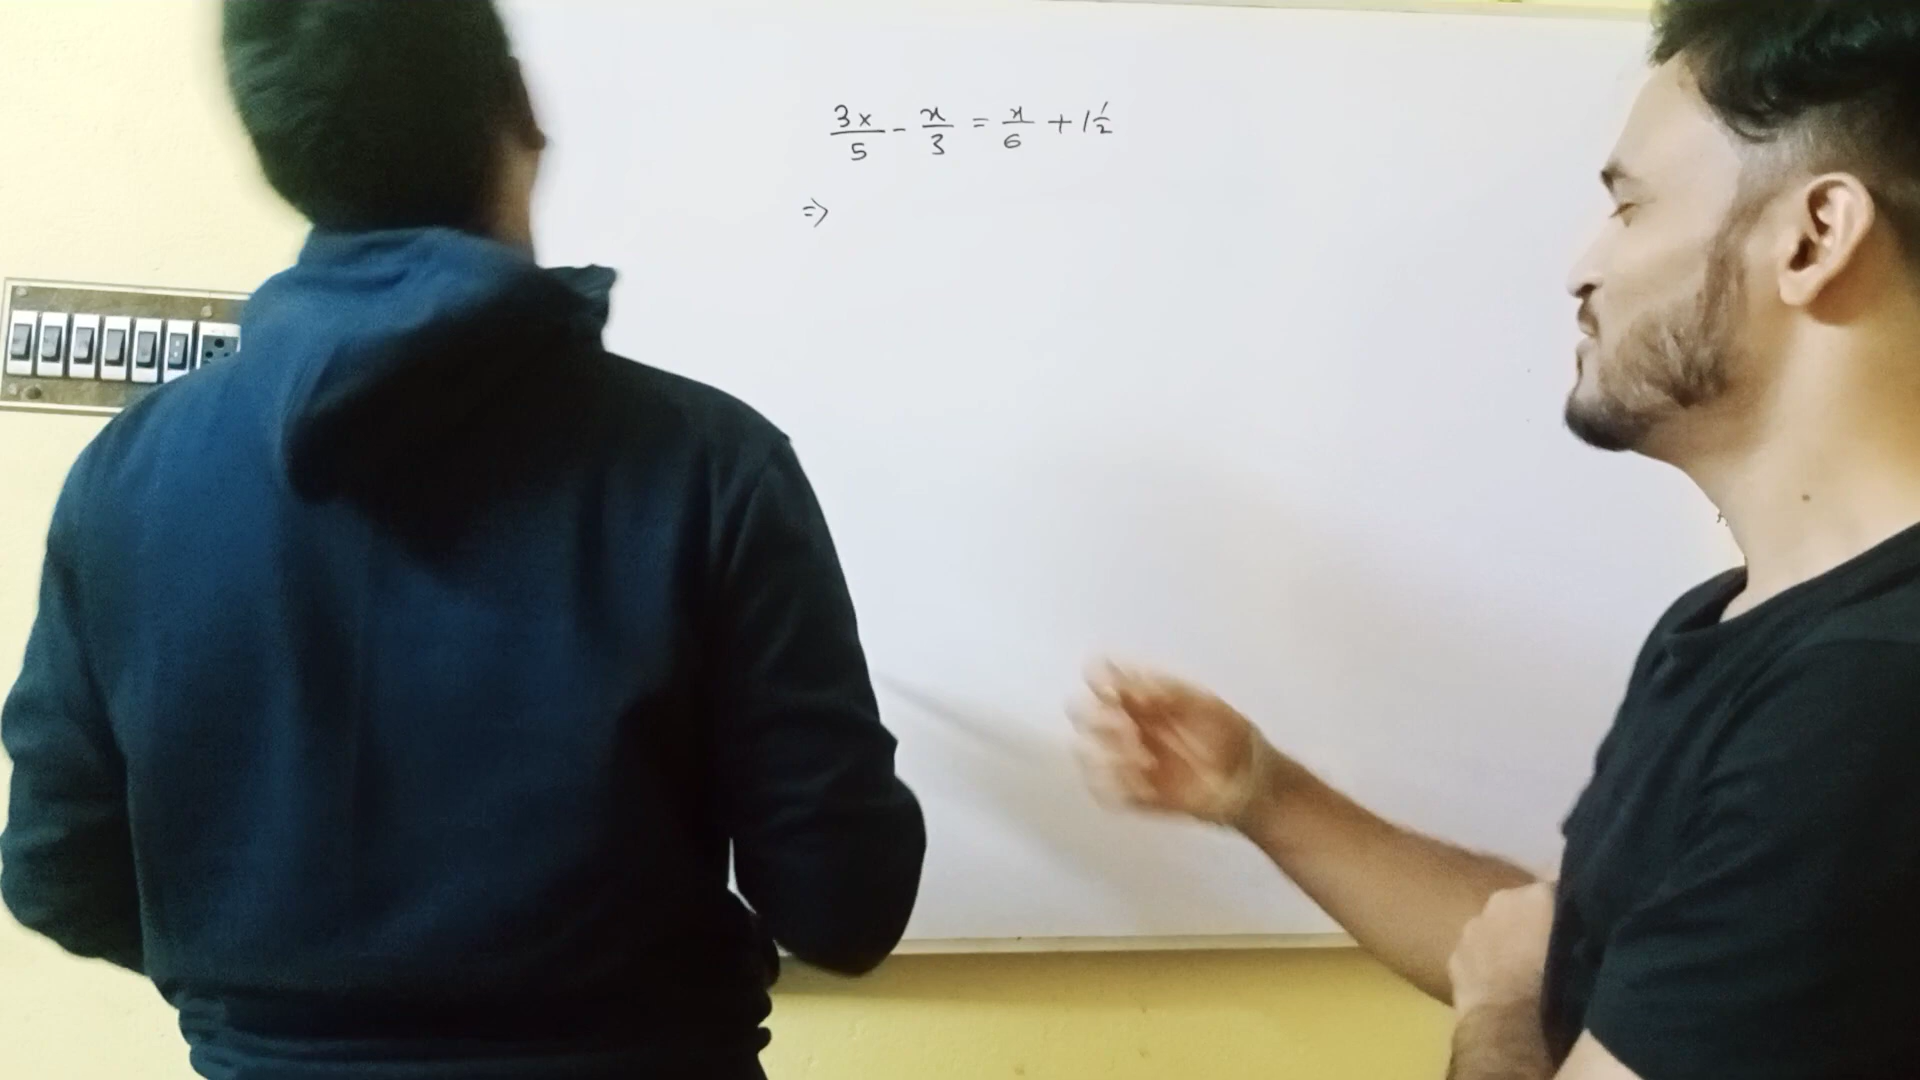 3x/5 - x/3 = x/6 + 1 1/2
⇒